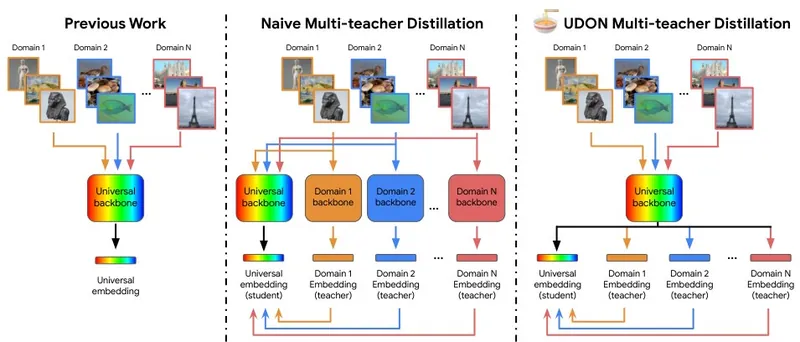 Previous Work
Domain 1
Domain 2
Domain N
...
Universal
backbone
Universal
embedding
Naive Multi-teacher Distillation
Domain 1
Domain 2
Domain N
...
Universal
backbone
Domain 1
backbone
Domain 2
backbone
...
Domain N
backbone
...
Universal
embedding
(student)
Domain 1
Embedding
(teacher)
Domain 2
Embedding
(teacher)
Domain N
Embedding
(teacher)
UDON Multi-teacher Distillation
Domain 1
Domain 2
Domain N
...
Universal
backbone
...
Universal
embedding
(student)
Domain 1
Embedding
(teacher)
Domain 2
Embedding
(teacher)
Domain N
Embedding
(teacher)